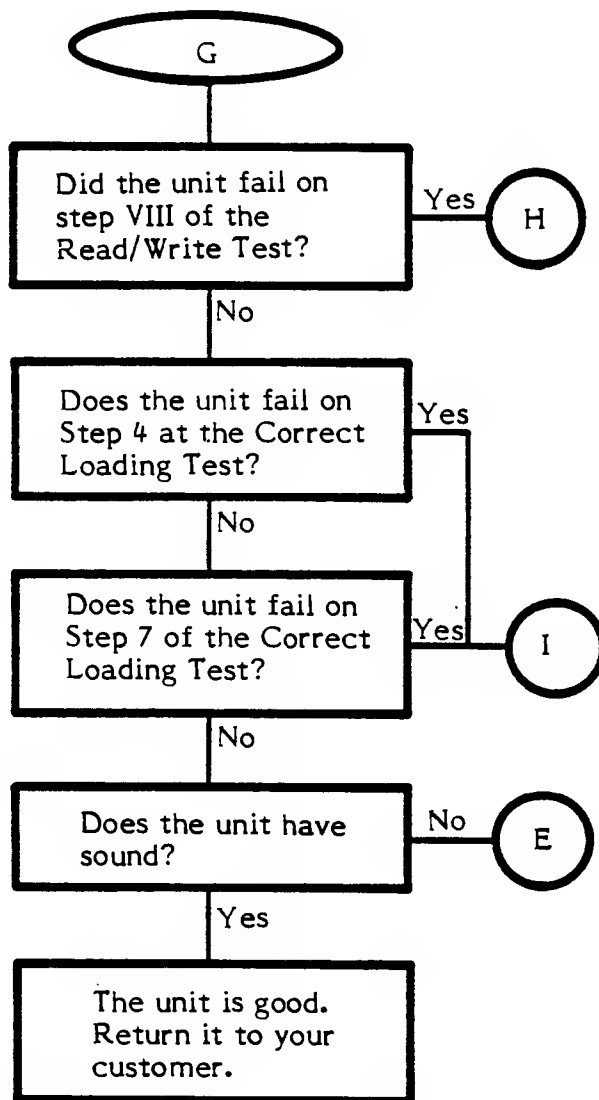 G
Did the unit fail on
step VIII of the
Read/Write Test?
Yes
H
No
Does the unit fail on
Step 4 at the Correct
Loading Test?
Yes
No
Does the unit fail on
Step 7 of the Correct
Loading Test?
Yes
I
No
Does the unit have
sound?
No
E
Yes
The unit is good.
Return it to your
customer.